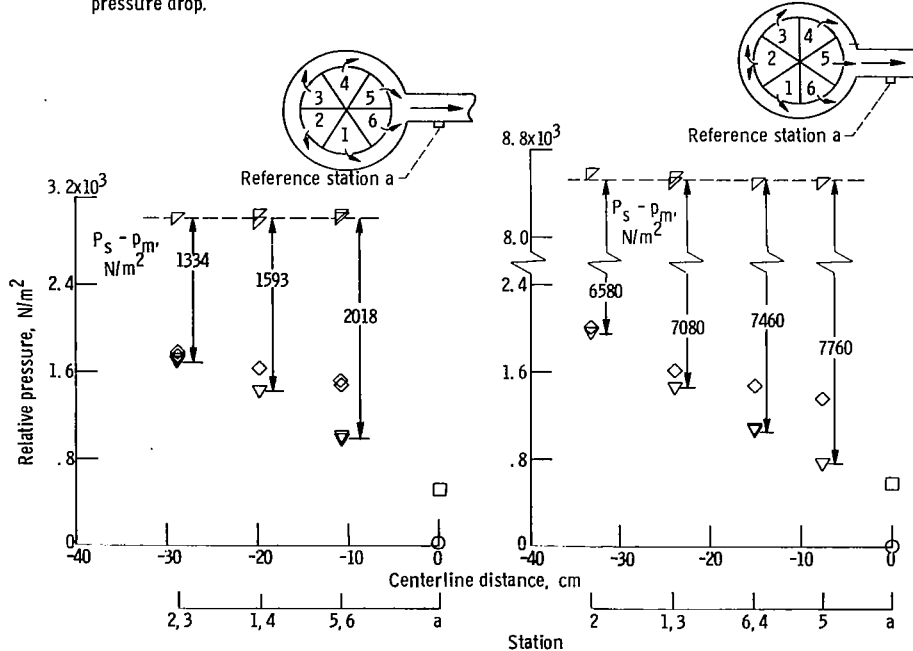 pressure drop.
3 4
2 5
1 6
4
3 5
2 6
1
Reference station a
Reference station a
3.2x10³
2.4
1.6
.8
0
Relative pressure, N/m²
P_s - p_m,
N/m²
1334
1593
2018
8.8x10³
8.0
2.4
1.6
.8
0
P_s - p_m,
N/m²
6580
7080
7460
7760
-40 -30 -20 -10 0
-40 -30 -20 -10 0
Centerline distance, cm
2, 3 1, 4 5, 6 a
2 1, 3 6, 4 5 a
Station